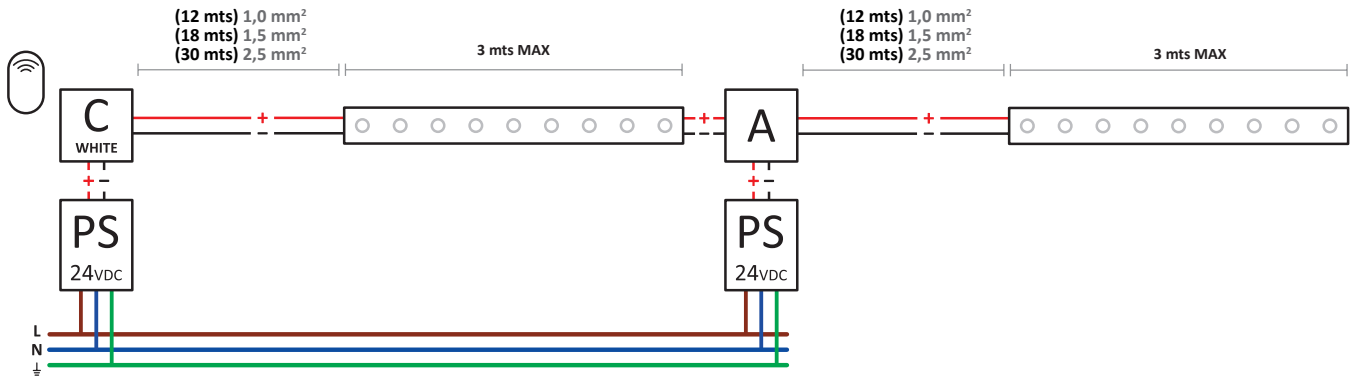 (12 mts) 1,0 mm²
(18 mts) 1,5 mm²
(30 mts) 2,5 mm²
3 mts MAX
(12 mts) 1,0 mm²
(18 mts) 1,5 mm²
(30 mts) 2,5 mm²
3 mts MAX
C
WHITE
+
−
+
−
A
+
−
+ −
PS
24VDC
+ −
PS
24VDC
L
N